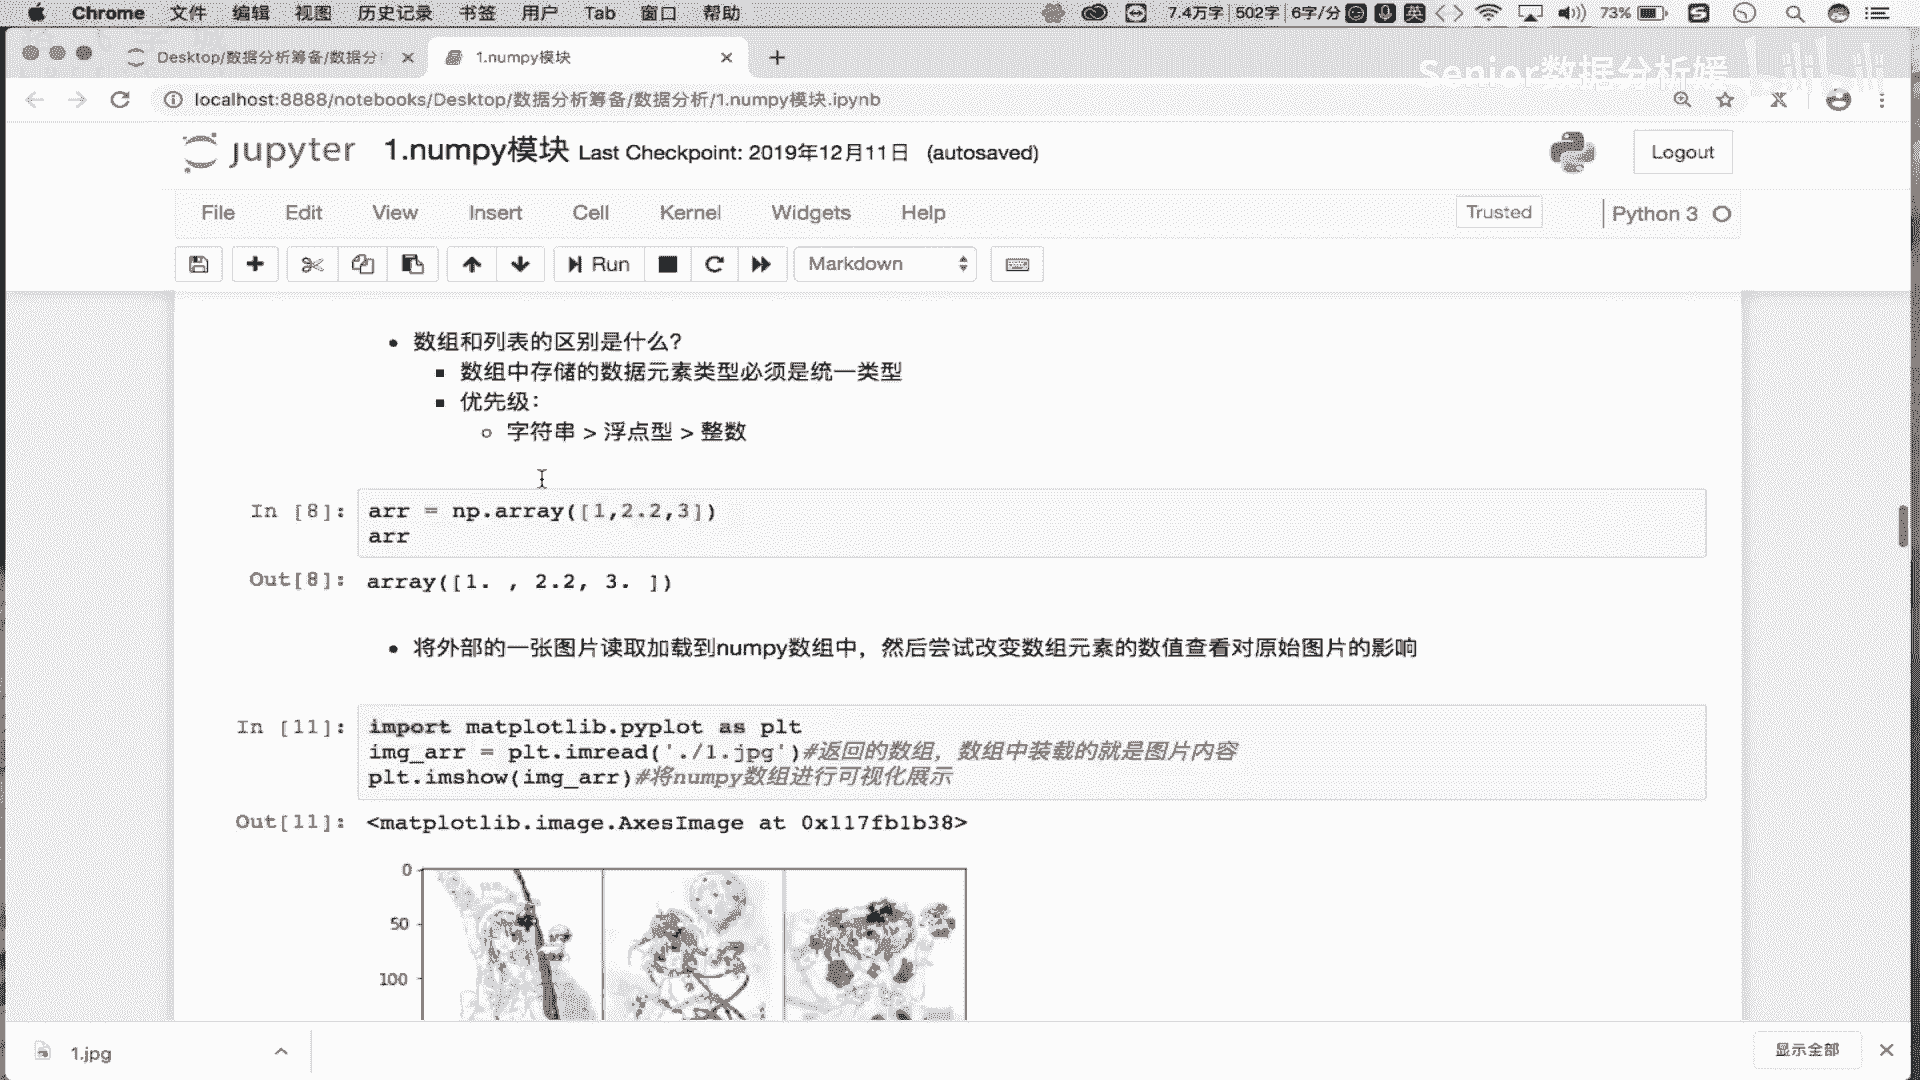 Chrome 文件 编辑 视图 历史记录 书签 用户 Tab 窗口 帮助 7.4万字 502字 6字/分 英 73%
Desktop/数据分析筹备/数据分 1.numpy模块
Senior数据分析媛 bilibili
localhost:8888/notebooks/Desktop/数据分析筹备/数据分析/1.numpy模块.ipynb
jupyter 1.numpy模块 Last Checkpoint: 2019年12月11日 (autosaved) Logout
File Edit View Insert Cell Kernel Widgets Help Trusted Python 3
Run Markdown
数组和列表的区别是什么?
数组中存储的数据元素类型必须是统一类型
优先级:
字符串 > 浮点型 > 整数
In [8]: arr = np.array([1,2.2,3])
arr
Out[8]: array([1. , 2.2, 3. ])
将外部的一张图片读取加载到numpy数组中，然后尝试改变数组元素的数值查看对原始图片的影响
In [11]: import matplotlib.pyplot as plt
img_arr = plt.imread('./1.jpg')#返回的数组，数组中装载的就是图片内容
plt.imshow(img_arr)#将numpy数组进行可视化展示
Out[11]: <matplotlib.image.AxesImage at 0x117fb1b38>
0
50
100
1.jpg 显示全部